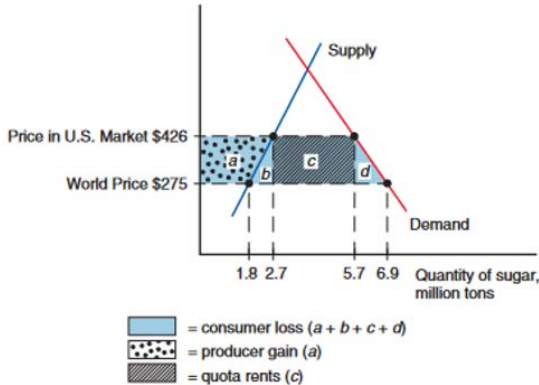 Supply
Price in U.S. Market $426
a
b
c
d
World Price $275
Demand
1.8 2.7 5.7 6.9 Quantity of sugar,
million tons
= consumer loss (a + b + c + d)
= producer gain (a)
= quota rents (c)